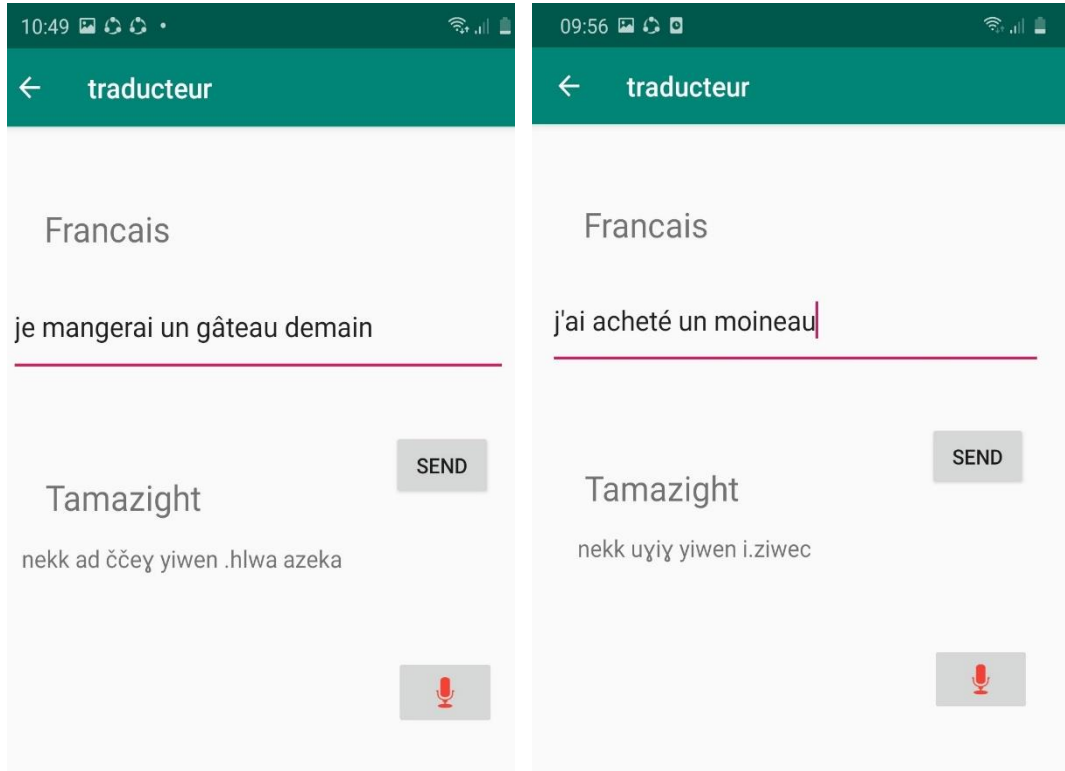 10:49
traducteur
Francais
je mangerai un gâteau demain
SEND
Tamazight
nekk ad ččeɣ yiwen .hlwa azeka
09:56
traducteur
Francais
j'ai acheté un moineau
SEND
Tamazight
nekk uɣiɣ yiwen i.ziwec